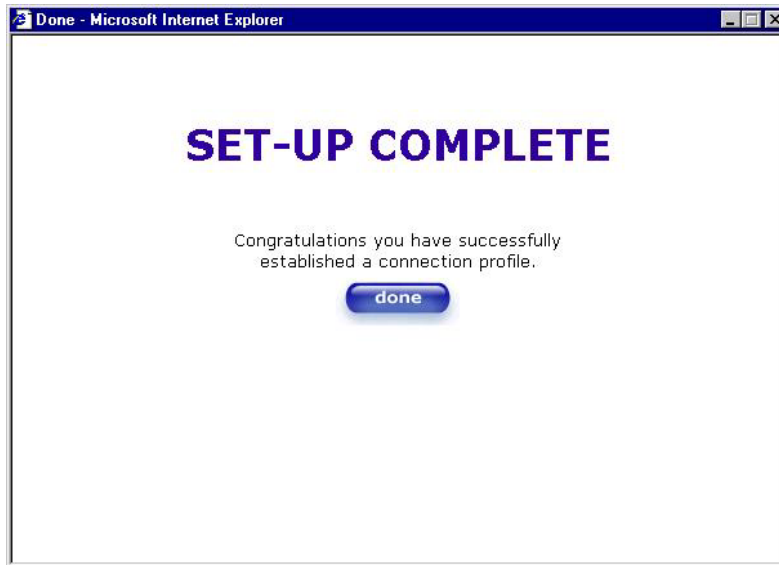 Done - Microsoft Internet Explorer
SET-UP COMPLETE
Congratulations you have successfully
established a connection profile.
done